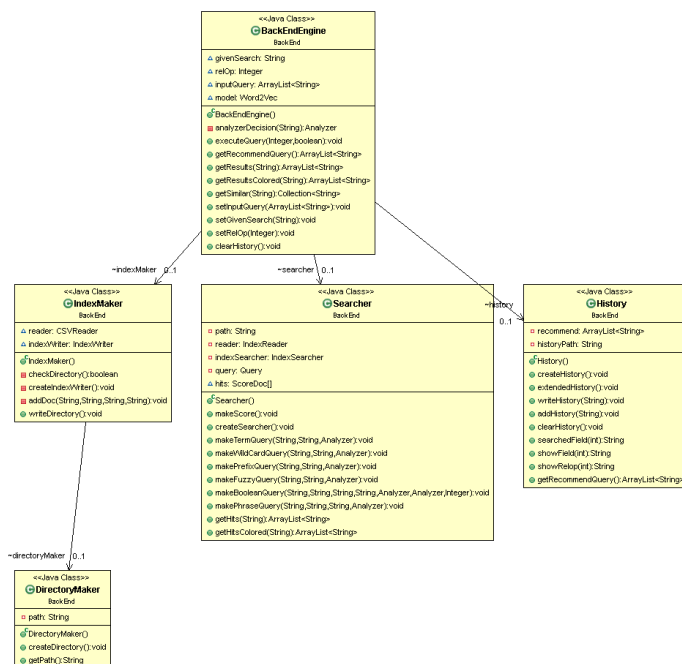 <<Java Class>>
BackEndEngine
BackEnd
givenSearch: String
relOp: Integer
inputQuery: ArrayList<String>
model: Word2Vec
BackEndEngine()
analyzerDecision(String):Analyzer
executeQuery(Integer,boolean):void
getRecommendQuery():ArrayList<String>
getResults(String):ArrayList<String>
getResultsColored(String):ArrayList<String>
getSimilar(String):Collection<String>
setInputQuery(ArrayList<String>):void
setGivenSearch(String):void
setRelOp(Integer):void
clearHistory():void
~indexMaker 0..1
~searcher 0..1
~history
0..1
<<Java Class>>
IndexMaker
BackEnd
reader: CSVReader
indexWriter: IndexWriter
IndexMaker()
checkDirectory():boolean
createIndexWriter():void
addDoc(String,String,String,String):void
writeDirectory():void
<<Java Class>>
Searcher
BackEnd
path: String
reader: IndexReader
indexSearcher: IndexSearcher
query: Query
hits: ScoreDoc[]
Searcher()
makeScore():void
createSearcher():void
makeTermQuery(String,String,Analyzer):void
makeWildCardQuery(String,String,Analyzer):void
makePrefixQuery(String,String,Analyzer):void
makeFuzzyQuery(String,String,Analyzer):void
makeBooleanQuery(String,String,String,String,Analyzer,Analyzer,Integer):void
makePhraseQuery(String,String,String,Analyzer):void
getHits(String):ArrayList<String>
getHitsColored(String):ArrayList<String>
<<Java Class>>
History
BackEnd
recommend: ArrayList<String>
historyPath: String
History()
createHistory():void
extendedHistory():void
writeHistory(String):void
addHistory(String):void
clearHistory():void
searchedField(int):String
showField(int):String
showRelop(int):String
getRecommendQuery():ArrayList<String>
~directoryMaker 0..1
<<Java Class>>
DirectoryMaker
BackEnd
path: String
DirectoryMaker()
createDirectory():void
getPath():String